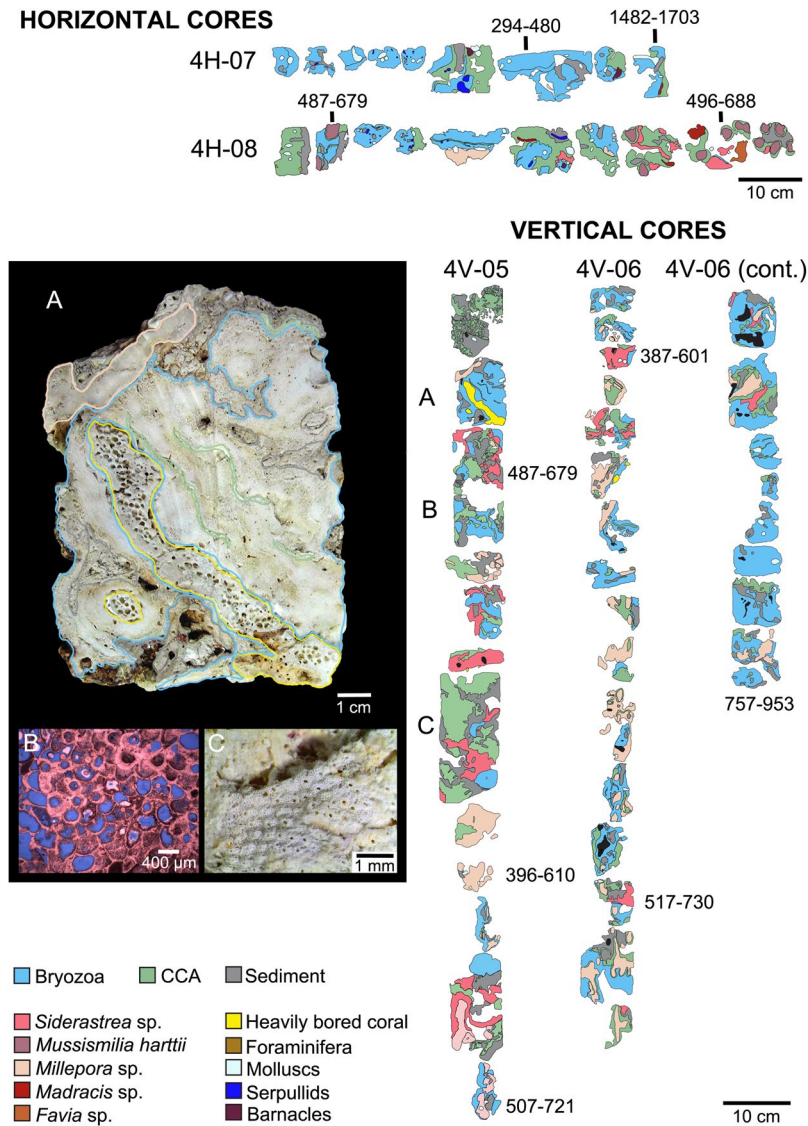 HORIZONTAL CORES
294-480
1482-1703
4H-07
487-679
496-688
4H-08
10 cm
VERTICAL CORES
4V-05
4V-06
4V-06 (cont.)
A
387-601
A
487-679
B
1 cm
757-953
C
B
C
400 µm
1 mm
396-610
517-730
507-721
10 cm
Bryozoa
CCA
Sediment
Siderastrea sp.
Mussismilia harttii
Millepora sp.
Madracis sp.
Favia sp.
Heavily bored coral
Foraminifera
Molluscs
Serpullids
Barnacles